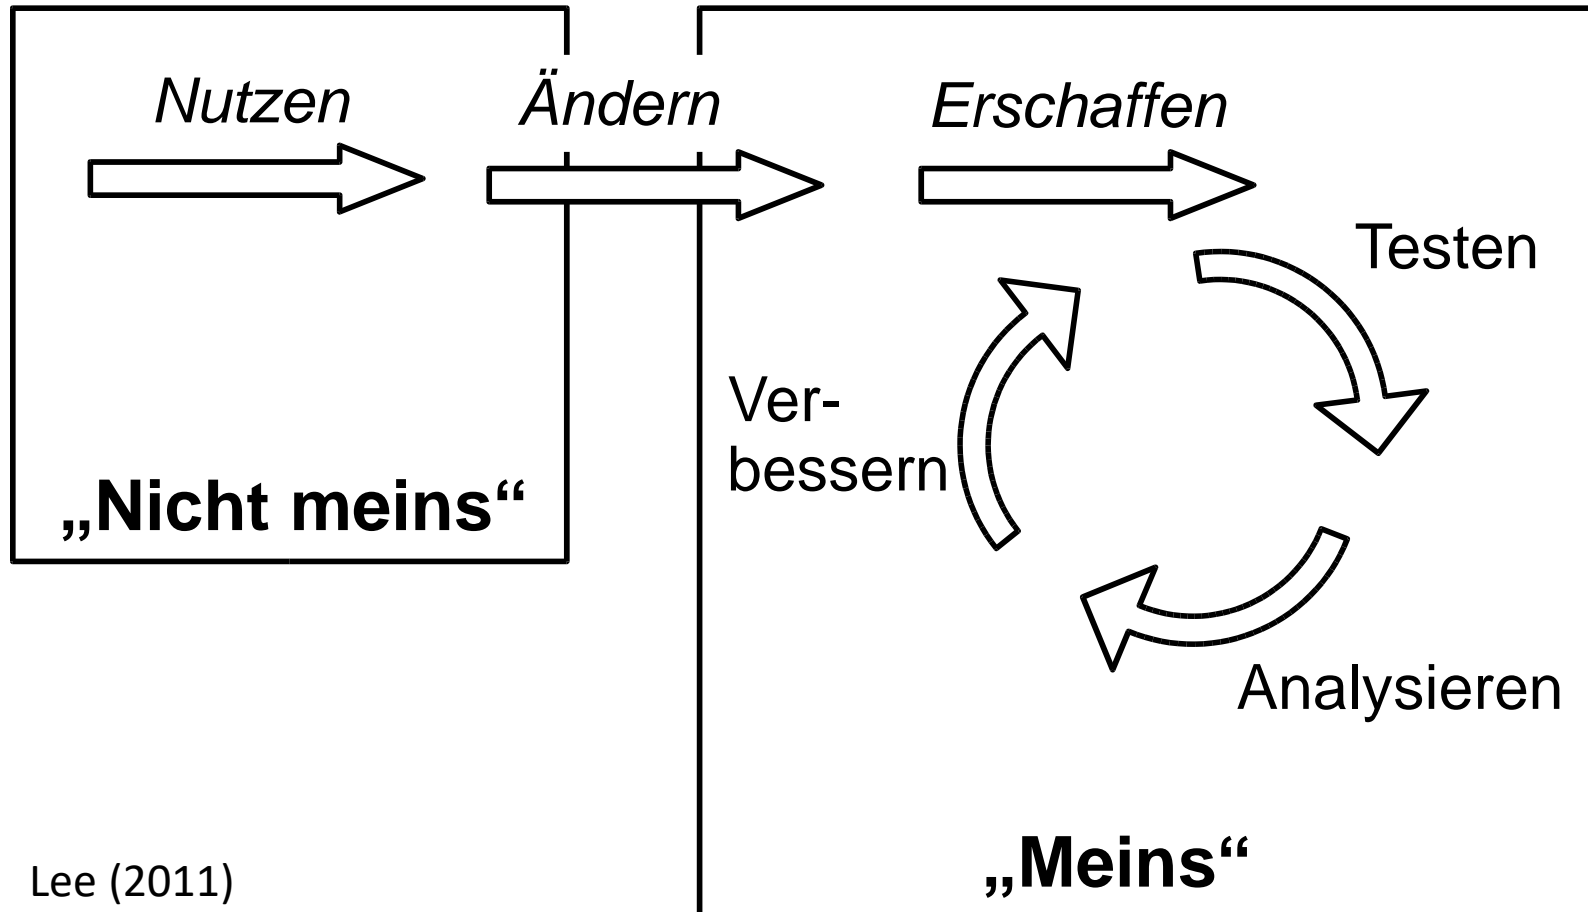 Nutzen
Ändern
Erschaffen
Testen
Ver-
bessern
Analysieren
„Nicht meins“
„Meins“
Lee (2011)